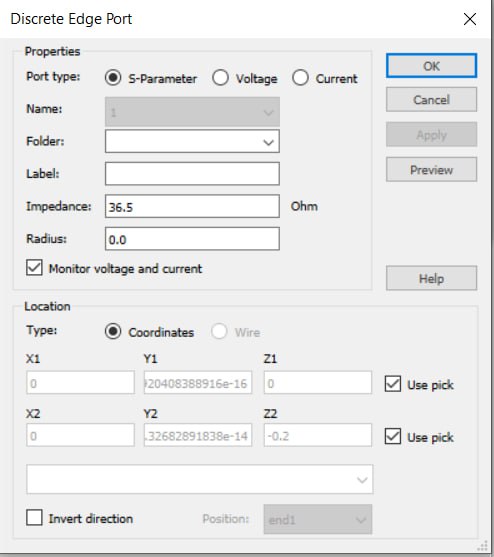 Discrete Edge Port
Properties
Port type: S-Parameter Voltage Current
Name: 1
Folder:
Label:
Impedance: 36.5 Ohm
Radius: 0.0
Monitor voltage and current
OK
Cancel
Apply
Preview
Help
Location
Type: Coordinates Wire
X1 Y1 Z1
0 20408388916e-16 0 Use pick
X2 Y2 Z2
0 .32682891838e-14 -0.2 Use pick
Invert direction Position: end1